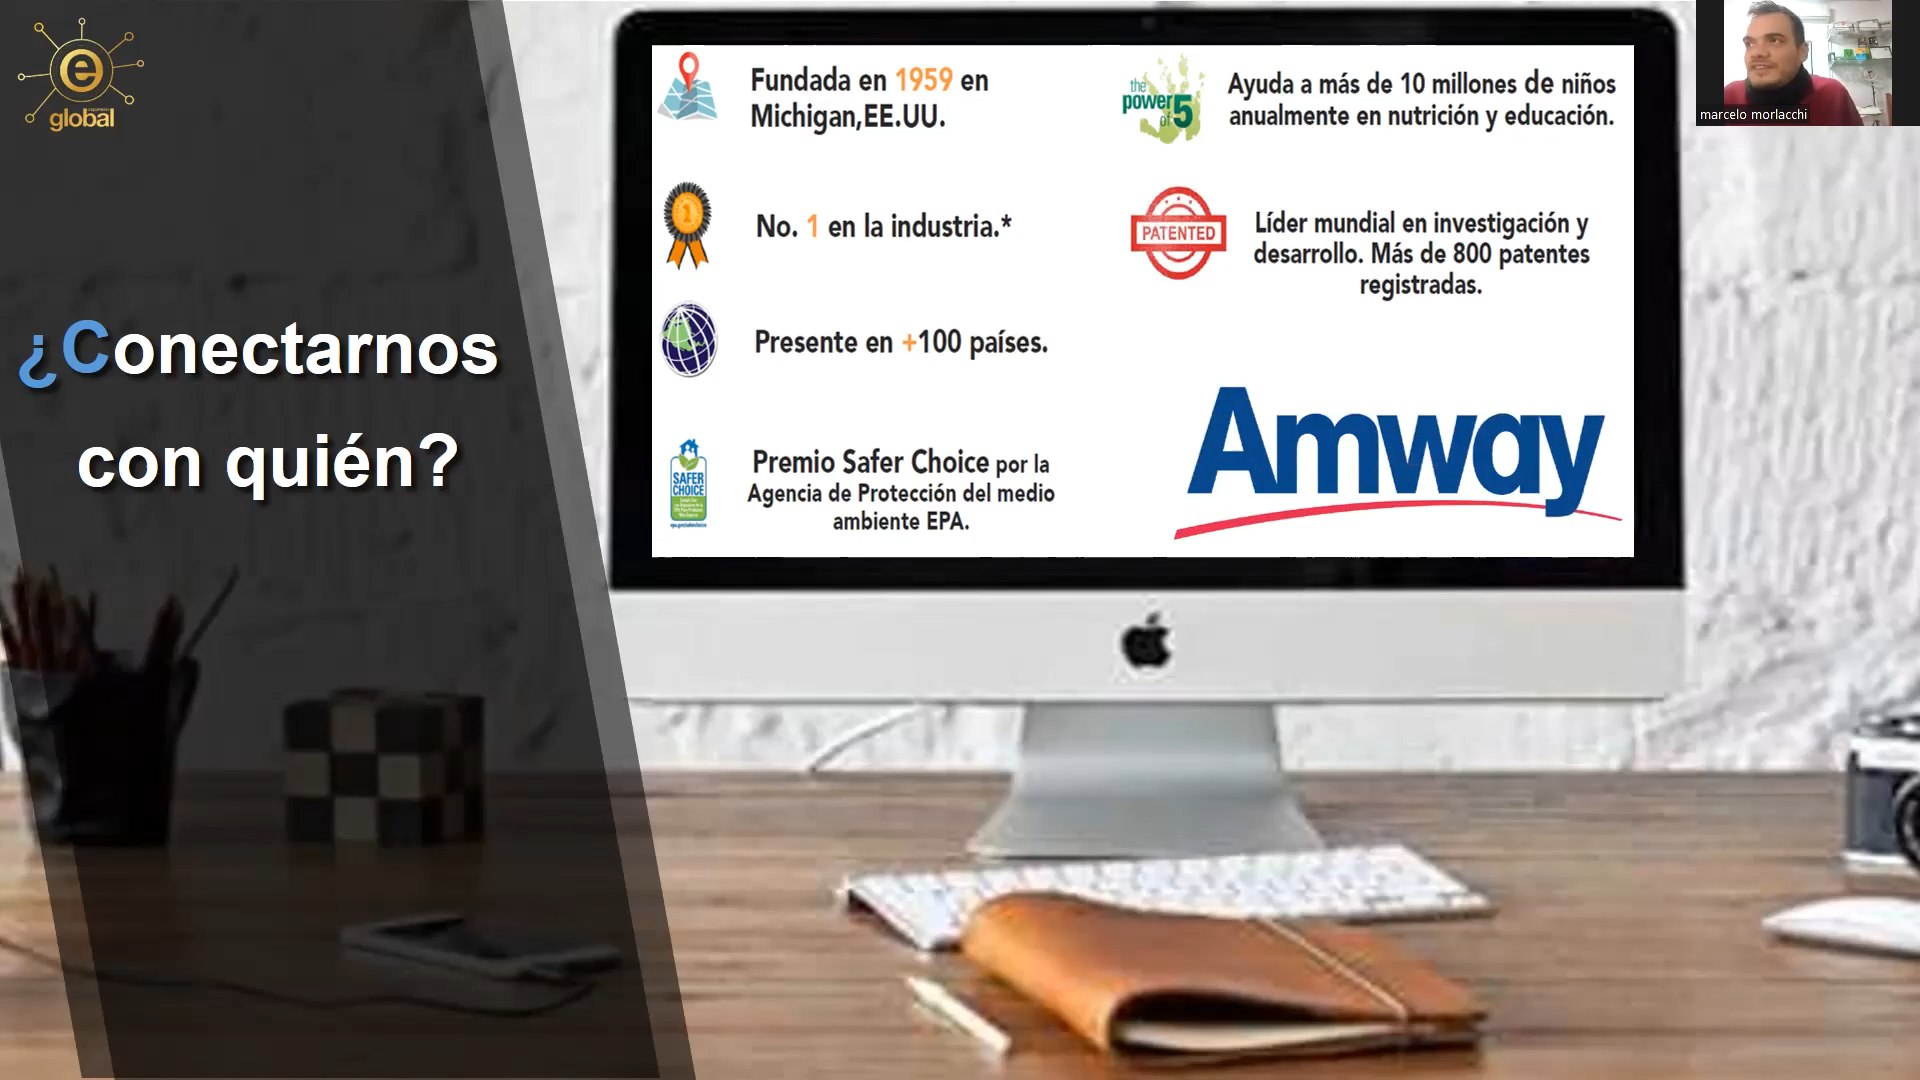 e
global
¿Conectarnos
con quién?
Fundada en 1959 en
Michigan,EE.UU.
No. 1 en la industria.*
Presente en +100 países.
SAFER
CHOICE
Premio Safer Choice por la
Agencia de Protección del medio
ambiente EPA.
the
power
of 5
Ayuda a más de 10 millones de niños
anualmente en nutrición y educación.
PATENTED
Líder mundial en investigación y
desarrollo. Más de 800 patentes
registradas.
Amway
marcelo morlacchi